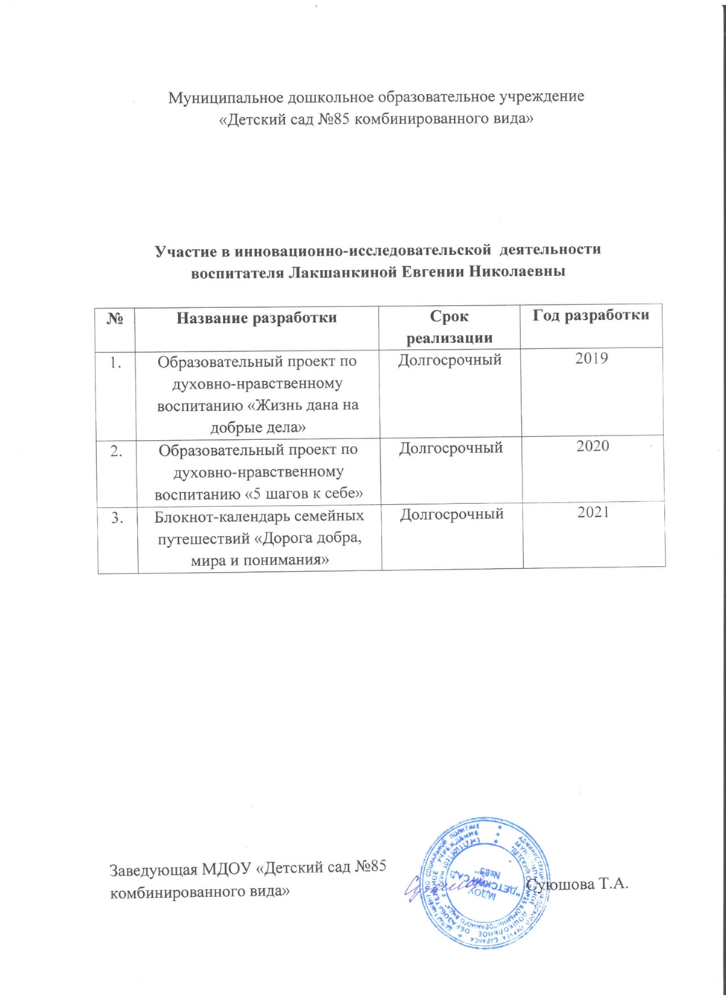 Муниципальное дошкольное образовательное учреждение
«Детский сад №85 комбинированного вида»
Участие в инновационно-исследовательской деятельности
воспитателя Лакшанкиной Евгении Николаевны
№ Название разработки Срок реализации Год разработки
1. Образовательный проект по Долгосрочный 2019
духовно-нравственному
воспитанию «Жизнь дана на
добрые дела»
2. Образовательный проект по Долгосрочный 2020
духовно-нравственному
воспитанию «5 шагов к себе»
3. Блокнот-календарь семейных Долгосрочный 2021
путешествий «Дорога добра,
мира и понимания»
Заведующая МДОУ «Детский сад №85
комбинированного вида» Суюшова Т.А.
МДОУ
"ДЕТСКИЙ САД
№85"